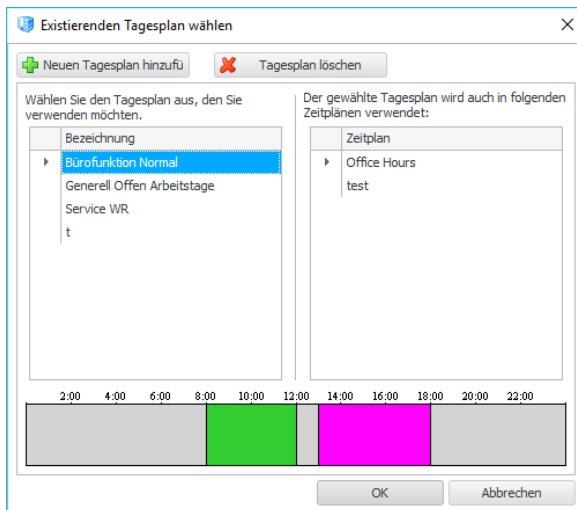 Existierenden Tagesplan wählen
Neuen Tagesplan hinzufü
Tagesplan löschen
Wählen Sie den Tagesplan aus, den Sie
verwenden möchten.
Bezeichnung
Bürofunktion Normal
Generell Offen Arbeitstage
Service WR
t
Der gewählte Tagesplan wird auch in folgenden
Zeitplänen verwendet:
Zeitplan
Office Hours
test
2:00 4:00 6:00 8:00 10:00 12:00 14:00 16:00 18:00 20:00 22:00
OK
Abbrechen